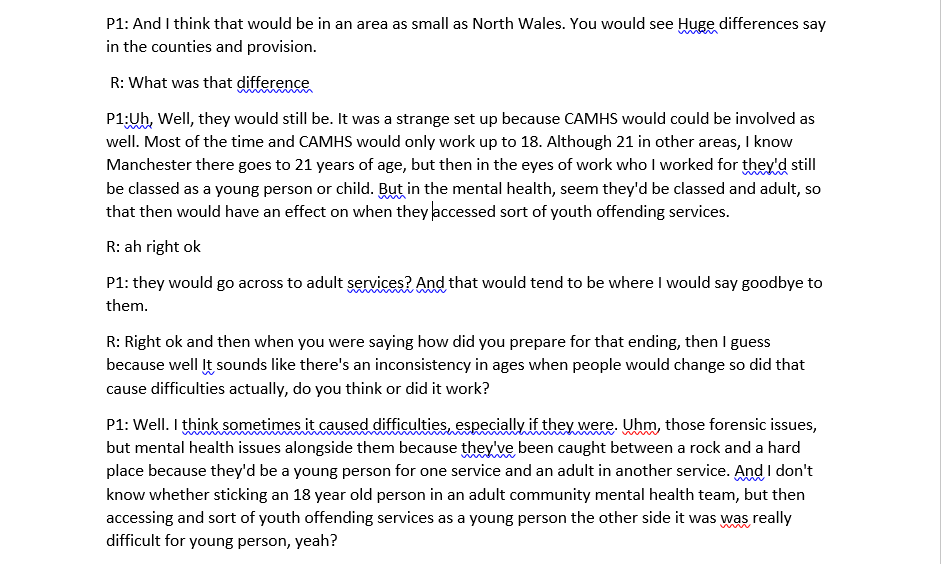 P1: And I think that would be in an area as small as North Wales. You would see Huge differences say
in the counties and provision.
R: What was that difference
P1:Uh, Well, they would still be. It was a strange set up because CAMHS would could be involved as
well. Most of the time and CAMHS would only work up to 18. Although 21 in other areas, I know
Manchester there goes to 21 years of age, but then in the eyes of work who I worked for they'd still
be classed as a young person or child. But in the mental health, seem they'd be classed and adult, so
that then would have an effect on when they accessed sort of youth offending services.
R: ah right ok
P1: they would go across to adult services? And that would tend to be where I would say goodbye to
them.
R: Right ok and then when you were saying how did you prepare for that ending, then I guess
because well It sounds like there's an inconsistency in ages when people would change so did that
cause difficulties actually, do you think or did it work?
P1: Well. I think sometimes it caused difficulties, especially if they were. Uhm, those forensic issues,
but mental health issues alongside them because they've been caught between a rock and a hard
place because they'd be a young person for one service and an adult in another service. And I don't
know whether sticking an 18 year old person in an adult community mental health team, but then
accessing and sort of youth offending services as a young person the other side it was was really
difficult for young person, yeah?